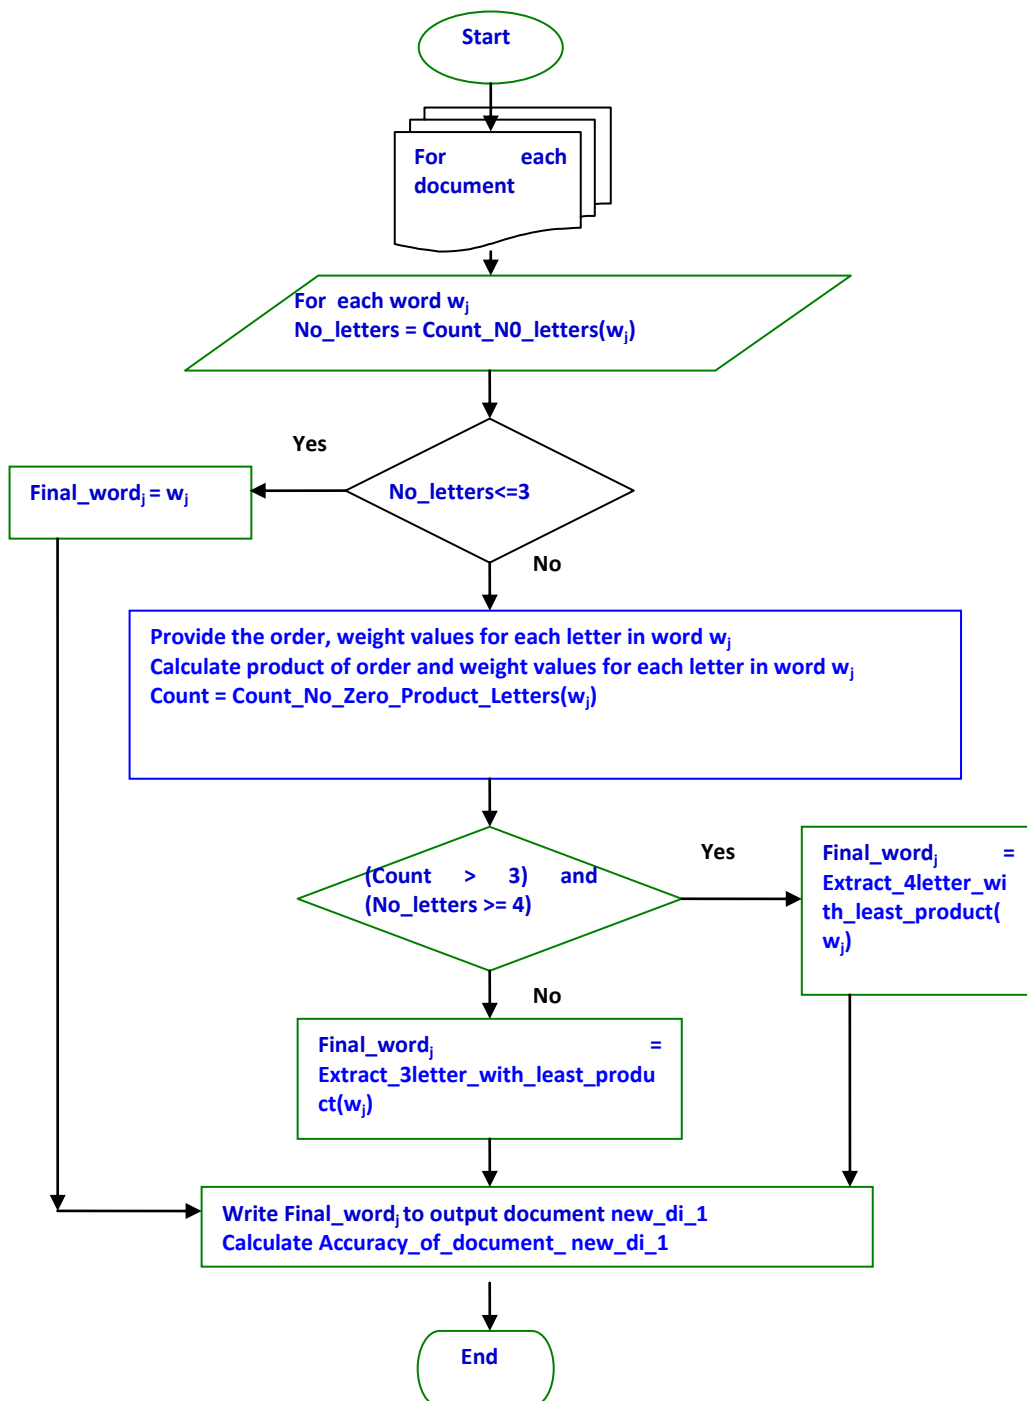 Start
For each
document
For each word wj
No_letters = Count_N0_letters(wj)
Yes
Final_wordj = wj
No_letters<=3
No
Provide the order, weight values for each letter in word wj
Calculate product of order and weight values for each letter in word wj
Count = Count_No_Zero_Product_Letters(wj)
(Count > 3) and
(No_letters >= 4)
Yes
Final_wordj =
Extract_4letter_wi
th_least_product(
wj)
No
Final_wordj =
Extract_3letter_with_least_produ
ct(wj)
Write Final_wordj to output document new_di_1
Calculate Accuracy_of_document_ new_di_1
End